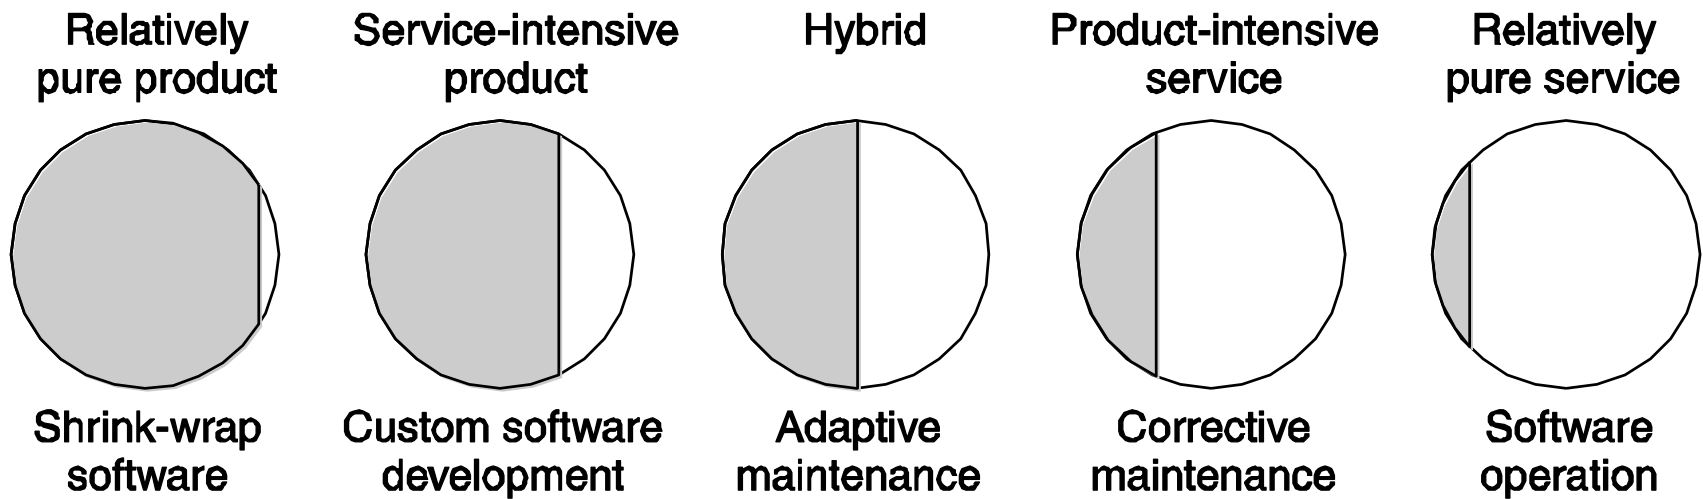 Relatively
pure product
Service-intensive
product
Hybrid
Product-intensive
service
Relatively
pure service
Shrink-wrap
software
Custom software
development
Adaptive
maintenance
Corrective
maintenance
Software
operation